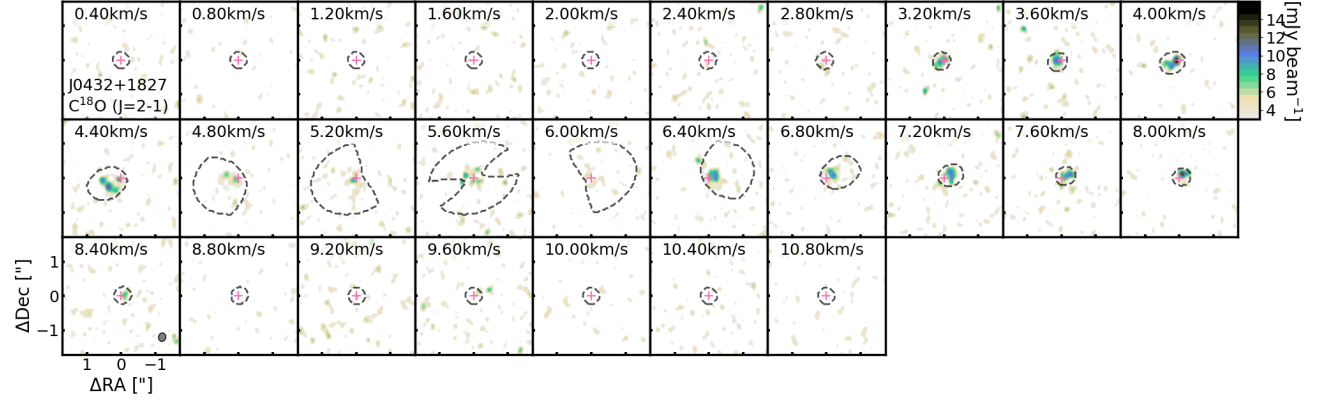 0.40km/s 0.80km/s 1.20km/s 1.60km/s 2.00km/s 2.40km/s 2.80km/s 3.20km/s 3.60km/s 4.00km/s
J0432+1827
C¹⁸O (J=2-1)
14
12
10
8
6
4
[mJy beam⁻¹]
4.40km/s 4.80km/s 5.20km/s 5.60km/s 6.00km/s 6.40km/s 6.80km/s 7.20km/s 7.60km/s 8.00km/s
8.40km/s 8.80km/s 9.20km/s 9.60km/s 10.00km/s 10.40km/s 10.80km/s
ΔDec ["]
1
0
−1
1 0 −1
ΔRA ["]